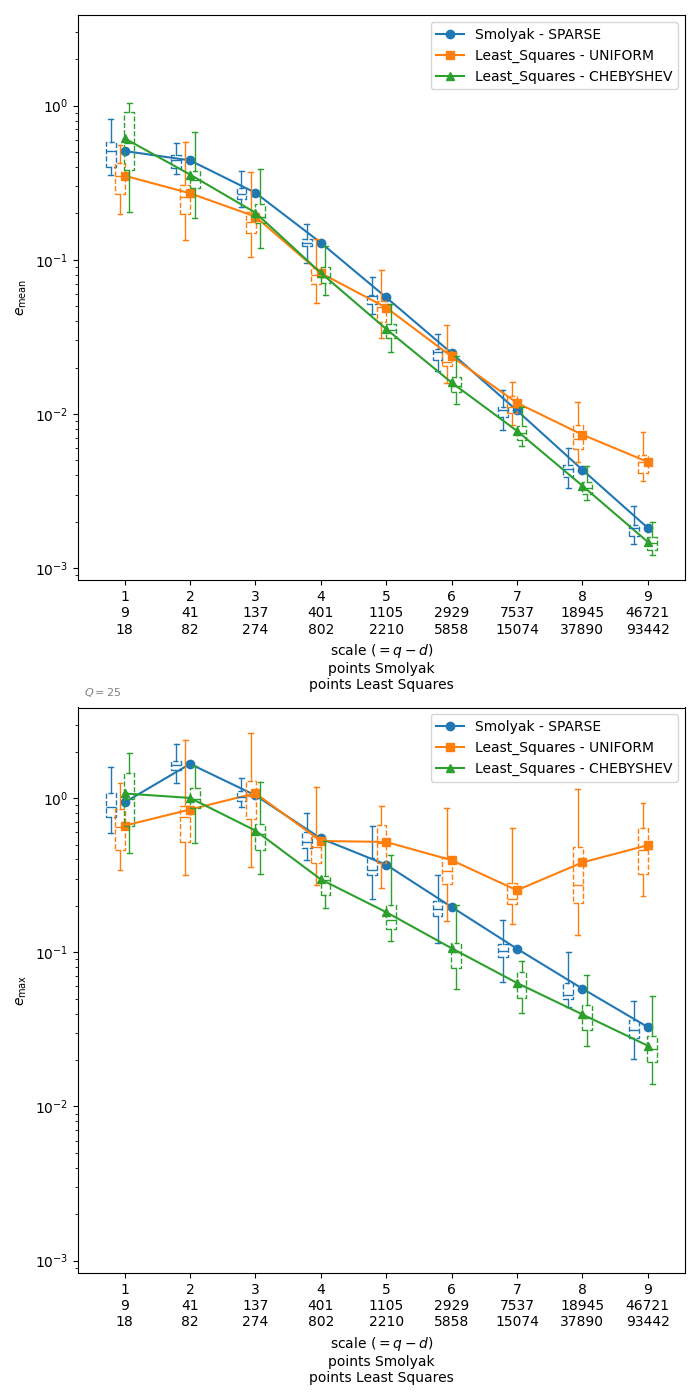 Smolyak - SPARSE
Least_Squares - UNIFORM
Least_Squares - CHEBYSHEV
10⁰
10⁻¹
10⁻²
10⁻³
e_mean
1 2 3 4 5 6 7 8 9
9 41 137 401 1105 2929 7537 18945 46721
18 82 274 802 2210 5858 15074 37890 93442
scale (= q − d)
points Smolyak
points Least Squares
Q = 25
Smolyak - SPARSE
Least_Squares - UNIFORM
Least_Squares - CHEBYSHEV
10⁰
10⁻¹
10⁻²
10⁻³
e_max
1 2 3 4 5 6 7 8 9
9 41 137 401 1105 2929 7537 18945 46721
18 82 274 802 2210 5858 15074 37890 93442
scale (= q − d)
points Smolyak
points Least Squares